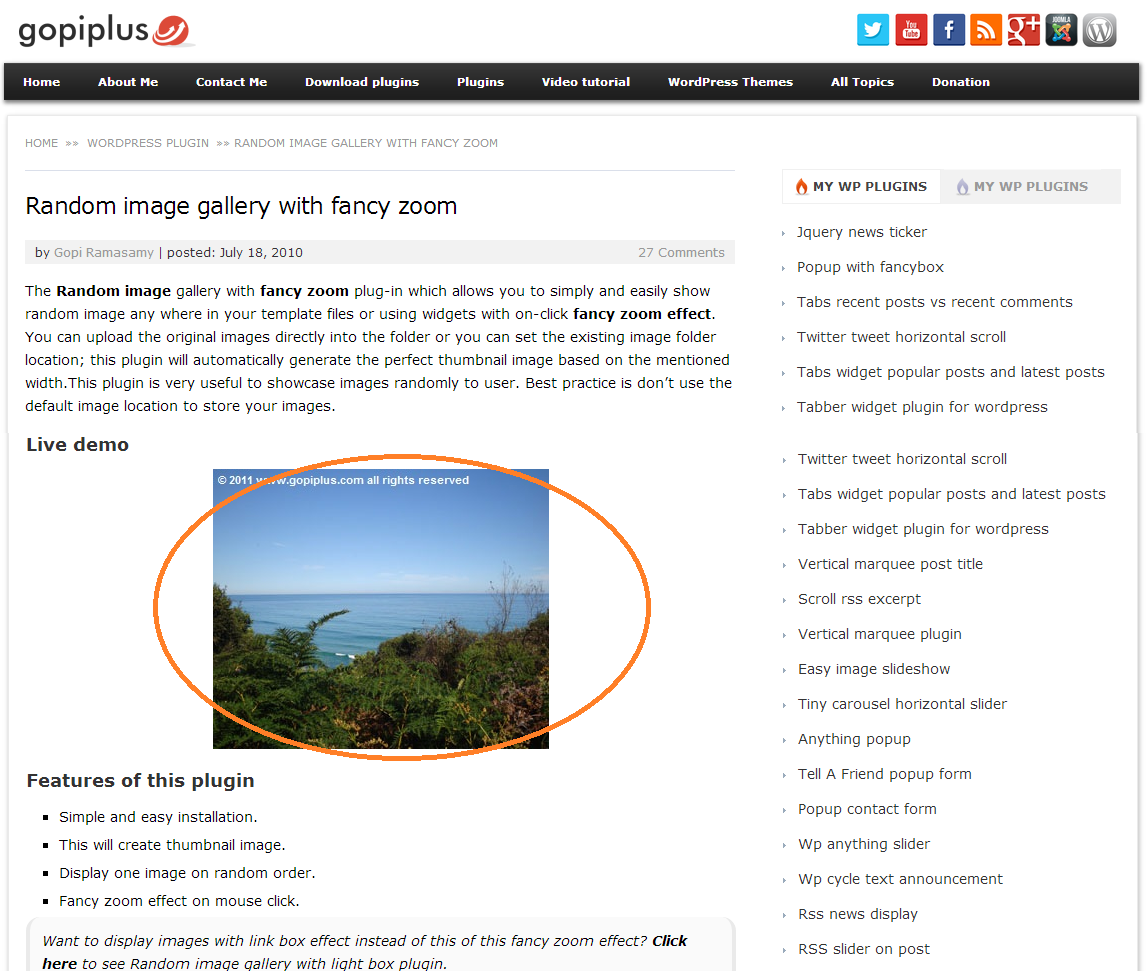 gopiplus
Home About Me Contact Me Download plugins Plugins Video tutorial WordPress Themes All Topics Donation
HOME »» WORDPRESS PLUGIN »» RANDOM IMAGE GALLERY WITH FANCY ZOOM
Random image gallery with fancy zoom
by Gopi Ramasamy | posted: July 18, 2010 27 Comments
The Random image gallery with fancy zoom plug-in which allows you to simply and easily show
random image any where in your template files or using widgets with on-click fancy zoom effect.
You can upload the original images directly into the folder or you can set the existing image folder
location; this plugin will automatically generate the perfect thumbnail image based on the mentioned
width.This plugin is very useful to showcase images randomly to user. Best practice is don’t use the
default image location to store your images.
Live demo
© 2011 www.gopiplus.com all rights reserved
Features of this plugin
Simple and easy installation.
This will create thumbnail image.
Display one image on random order.
Fancy zoom effect on mouse click.
Want to display images with link box effect instead of this of this fancy zoom effect? Click
here to see Random image gallery with light box plugin.
MY WP PLUGINS MY WP PLUGINS
Jquery news ticker
Popup with fancybox
Tabs recent posts vs recent comments
Twitter tweet horizontal scroll
Tabs widget popular posts and latest posts
Tabber widget plugin for wordpress
Twitter tweet horizontal scroll
Tabs widget popular posts and latest posts
Tabber widget plugin for wordpress
Vertical marquee post title
Scroll rss excerpt
Vertical marquee plugin
Easy image slideshow
Tiny carousel horizontal slider
Anything popup
Tell A Friend popup form
Popup contact form
Wp anything slider
Wp cycle text announcement
Rss news display
RSS slider on post